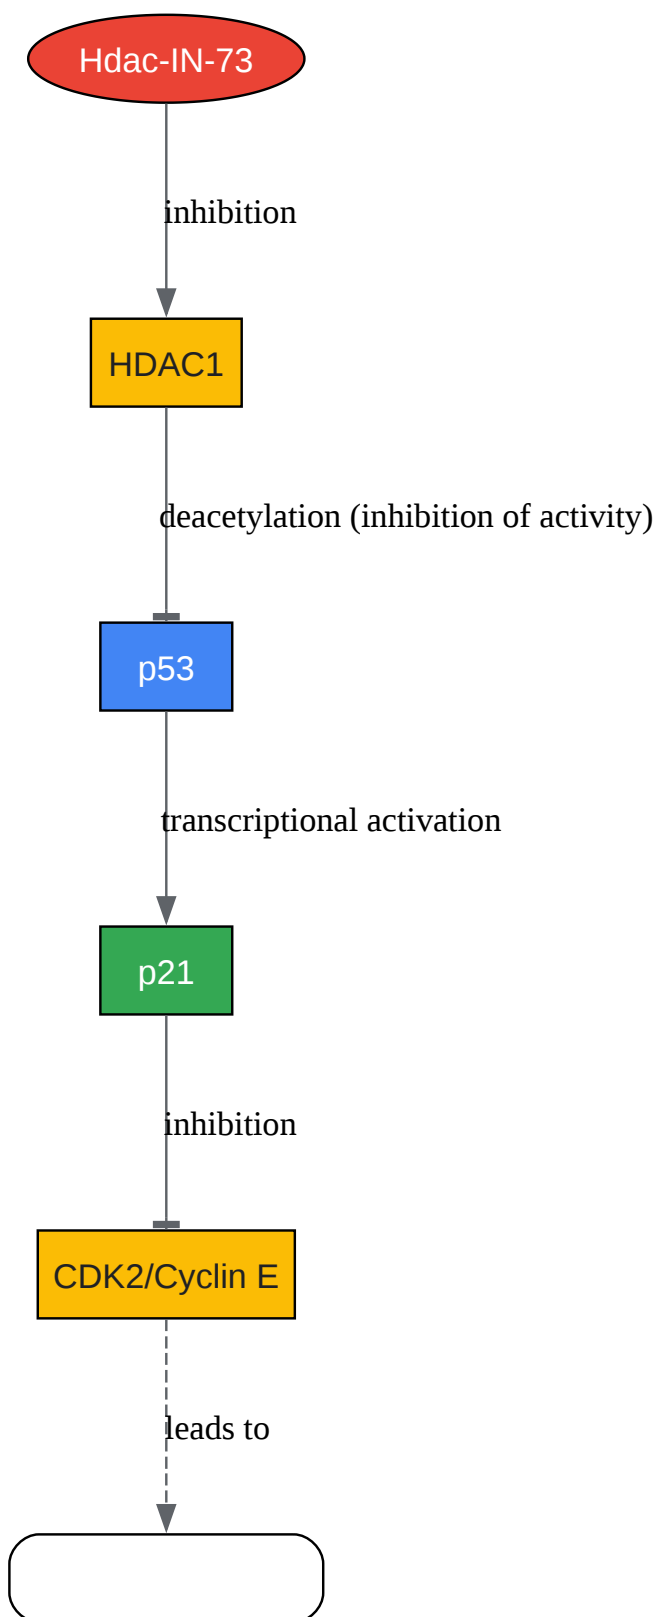 Hdac-IN-73
inhibition
HDAC1
deacetylation (inhibition of activity)
p53
transcriptional activation
p21
inhibition
CDK2/Cyclin E
leads to